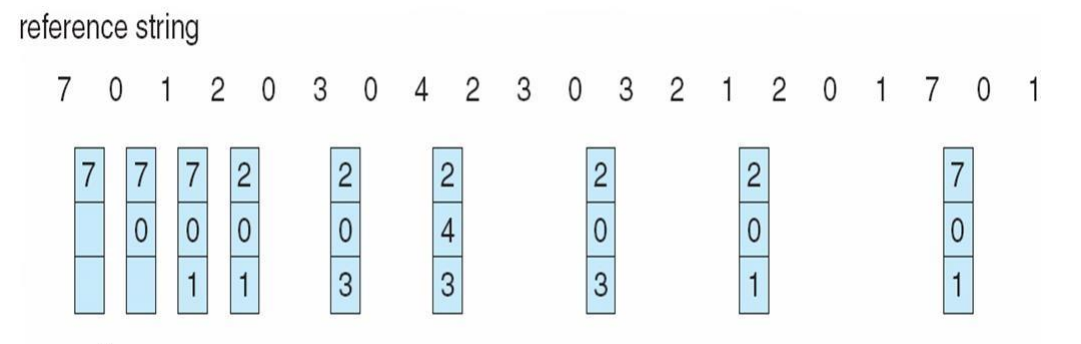 reference string
7 0 1 2 0 3 0 4 2 3 0 3 2 1 2 0 1 7 0 1
7 7 7 2 2 2 2 2 7
0 0 0 0 4 0 0 0
1 1 3 3 3 1 1